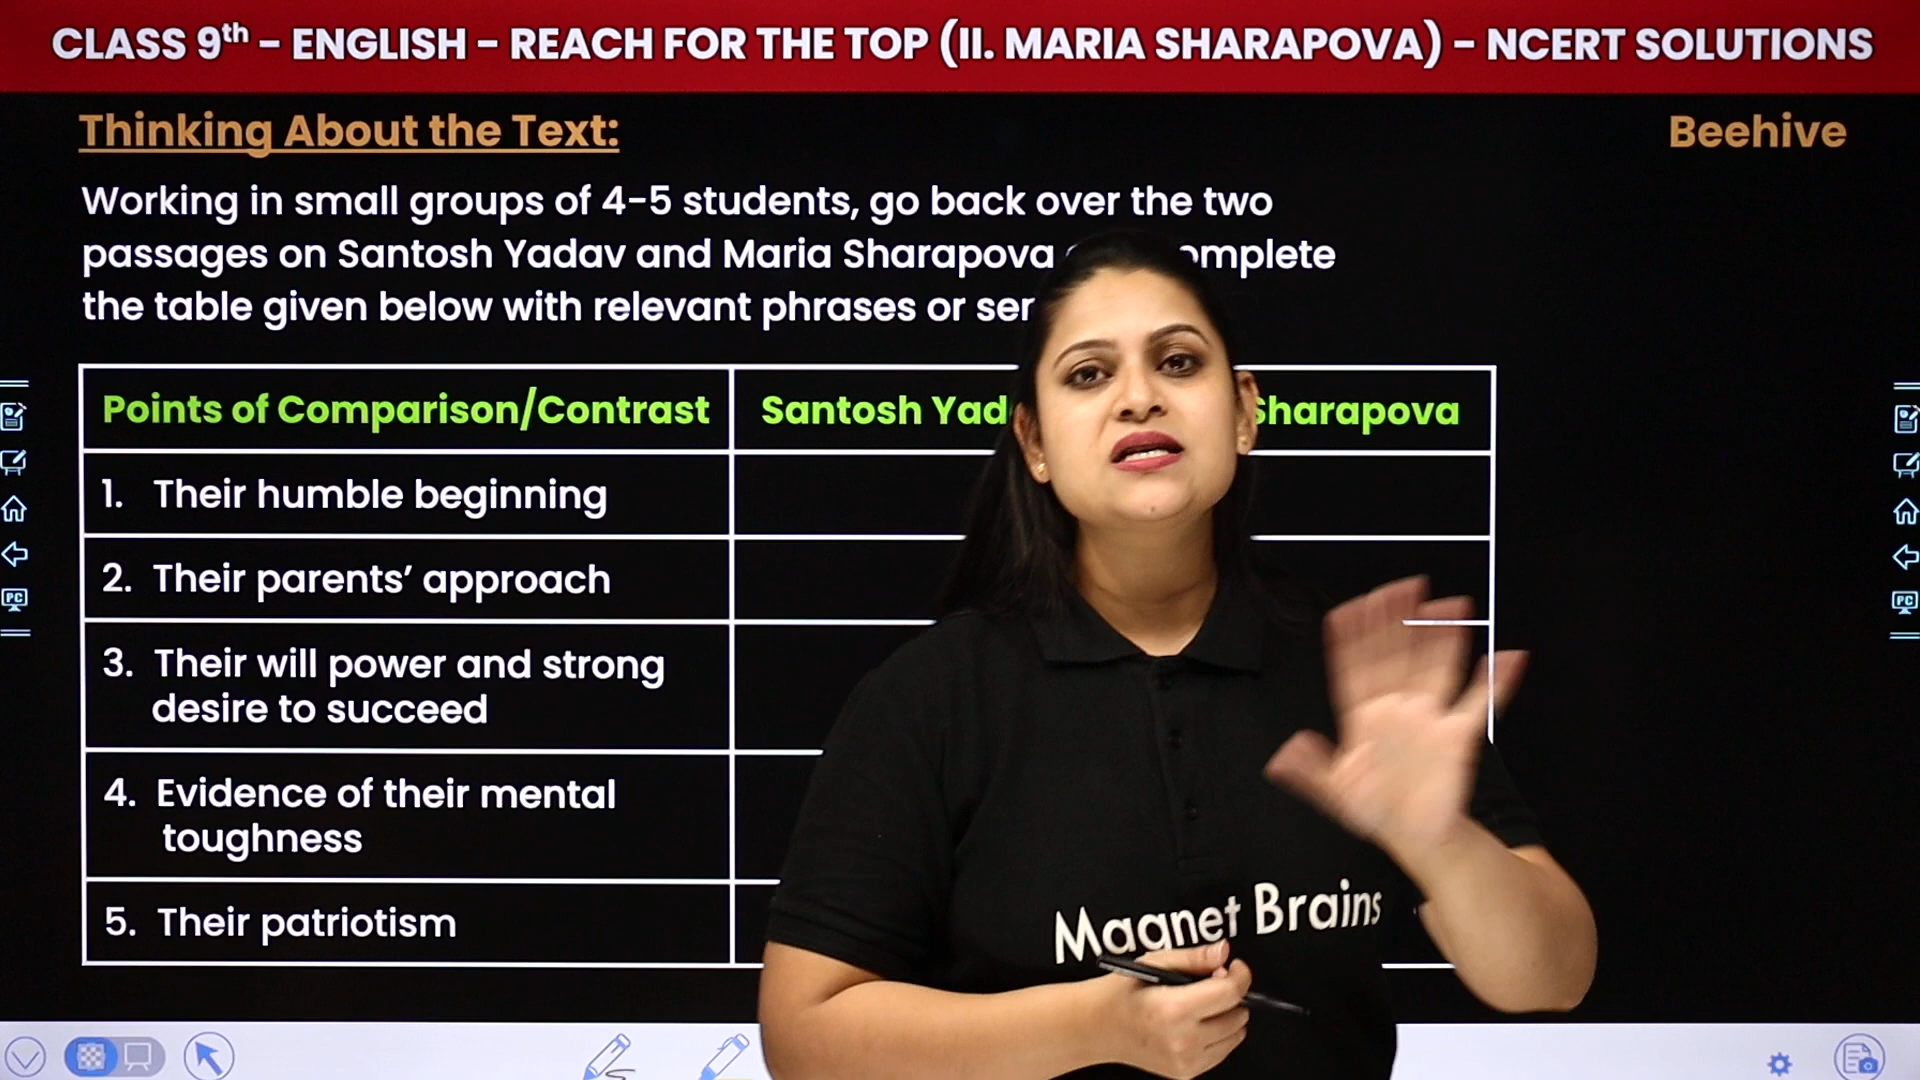 CLASS 9th - ENGLISH - REACH FOR THE TOP (II. MARIA SHARAPOVA) - NCERT SOLUTIONS
Thinking About the Text:
Beehive
Working in small groups of 4-5 students, go back over the two
passages on Santosh Yadav and Maria Sharapova
the table given below with relevant phrases or
Points of Comparison/Contrast
Santosh
Sharapova
1. Their humble beginning
2. Their parents' approach
3. Their will power and strong
desire to succeed
4. Evidence of their mental
toughness
5. Their patriotism
Magnet Brains
PC
PC